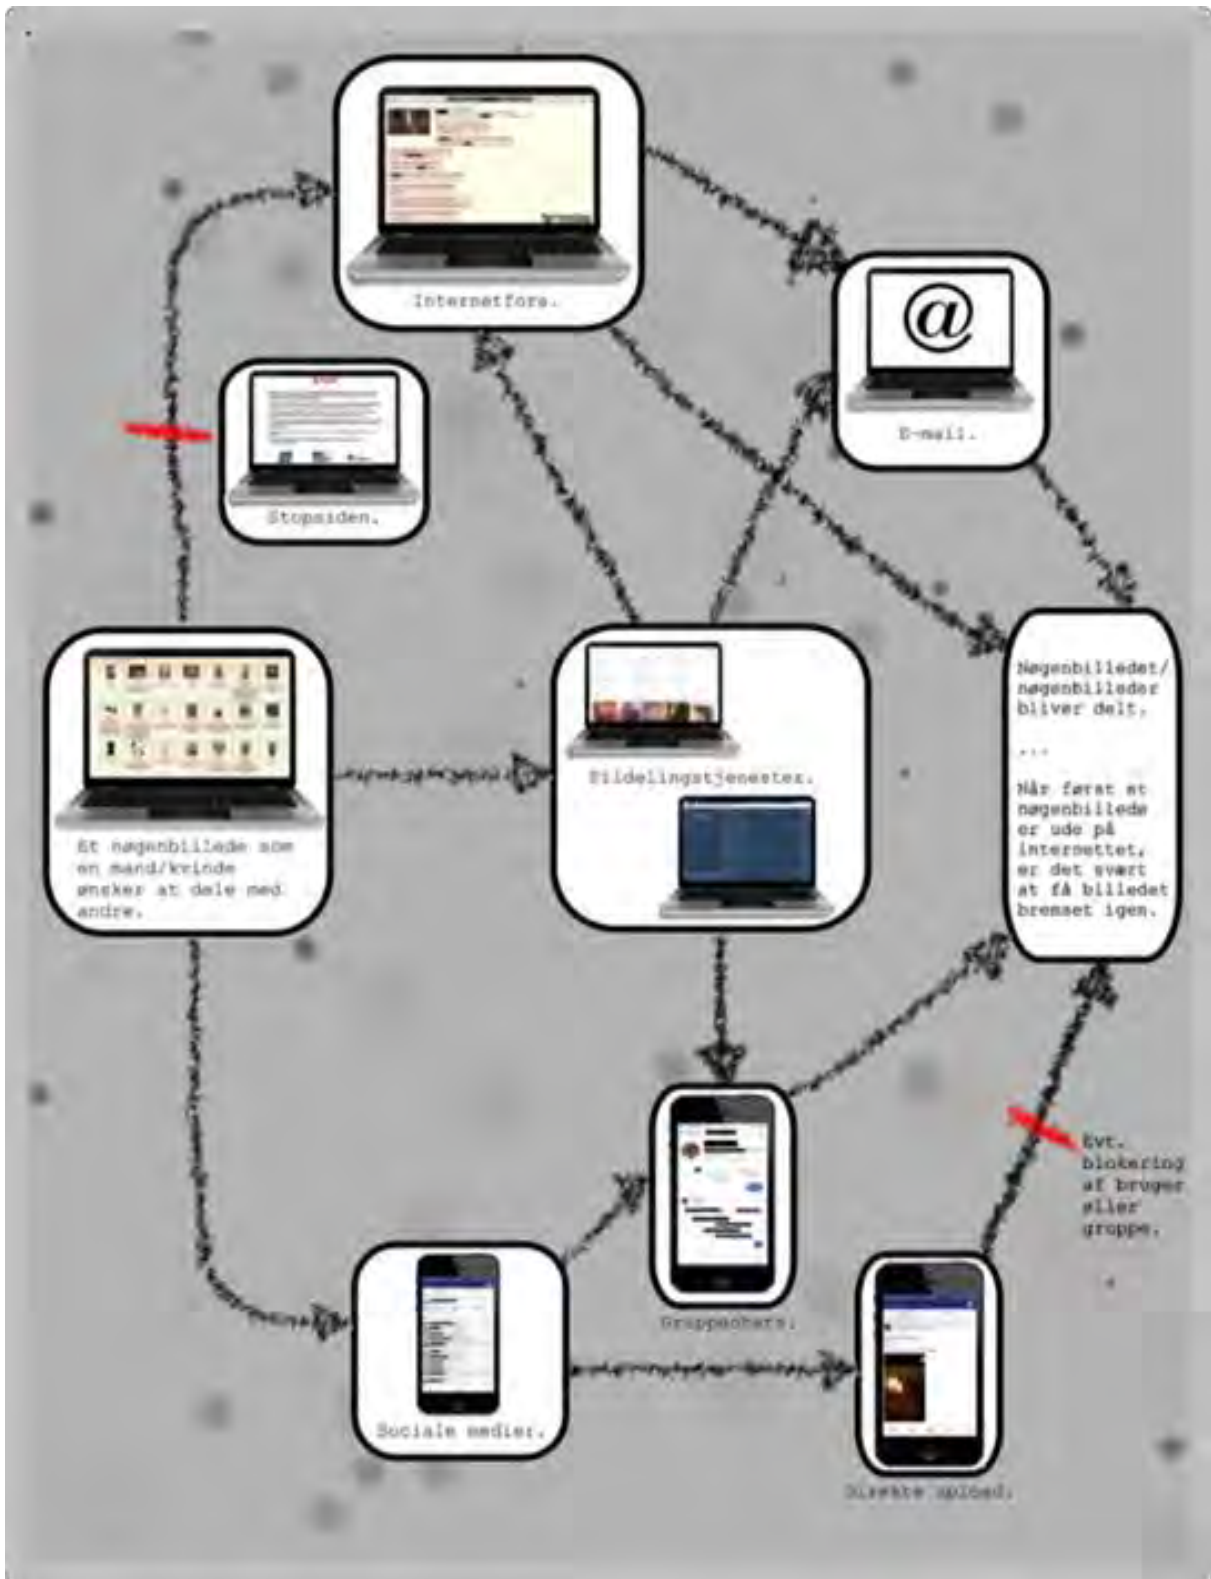 Internetfora.
@
E-mail.
Stopsiden.
Et nøgenbillede som
en mand/kvinde
ønsker at dele med
andre.
Fildelingstjenester.
Nøgenbilledet/
nøgenbilleder
bliver delt.
...
Når først et
nøgenbillede
er ude på
internettet,
er det svært
at få billedet
bremset igen.
Evt.
blokering
af bruger
eller
gruppe.
Gruppechats.
Sociale medier.
Direkte upload.